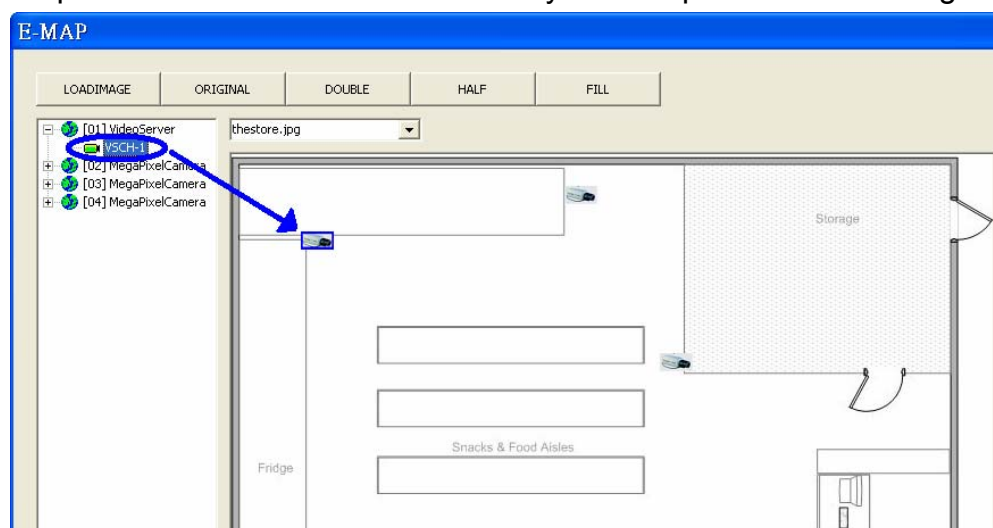 E-MAP
LOADIMAGE ORIGINAL DOUBLE HALF FILL
[01] VideoServer
VSCH-1
[02] MegaPixelCamera
[03] MegaPixelCamera
[04] MegaPixelCamera
thestore.jpg
Storage
Snacks & Food Aisles
Fridge